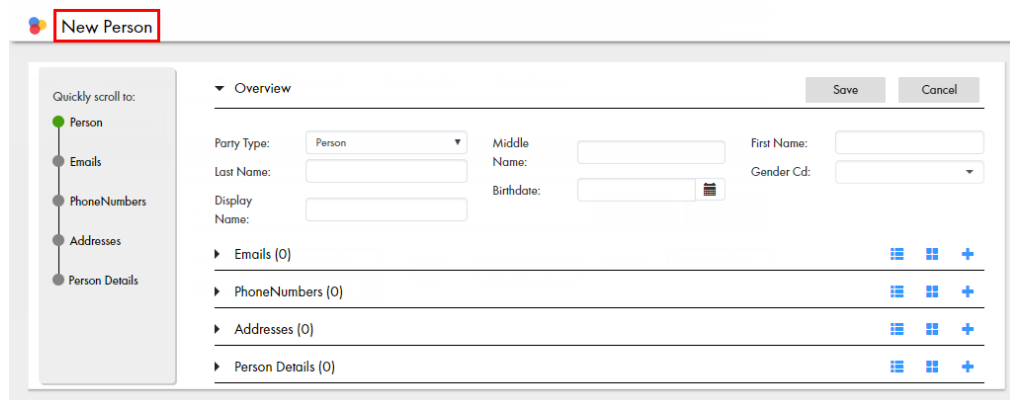 New Person
Quickly scroll to:
Person
Emails
PhoneNumbers
Addresses
Person Details
Overview
Save
Cancel
Party Type:
Person
Last Name:
Display
Name:
Middle
Name:
Birthdate:
First Name:
Gender Cd:
Emails (0)
PhoneNumbers (0)
Addresses (0)
Person Details (0)